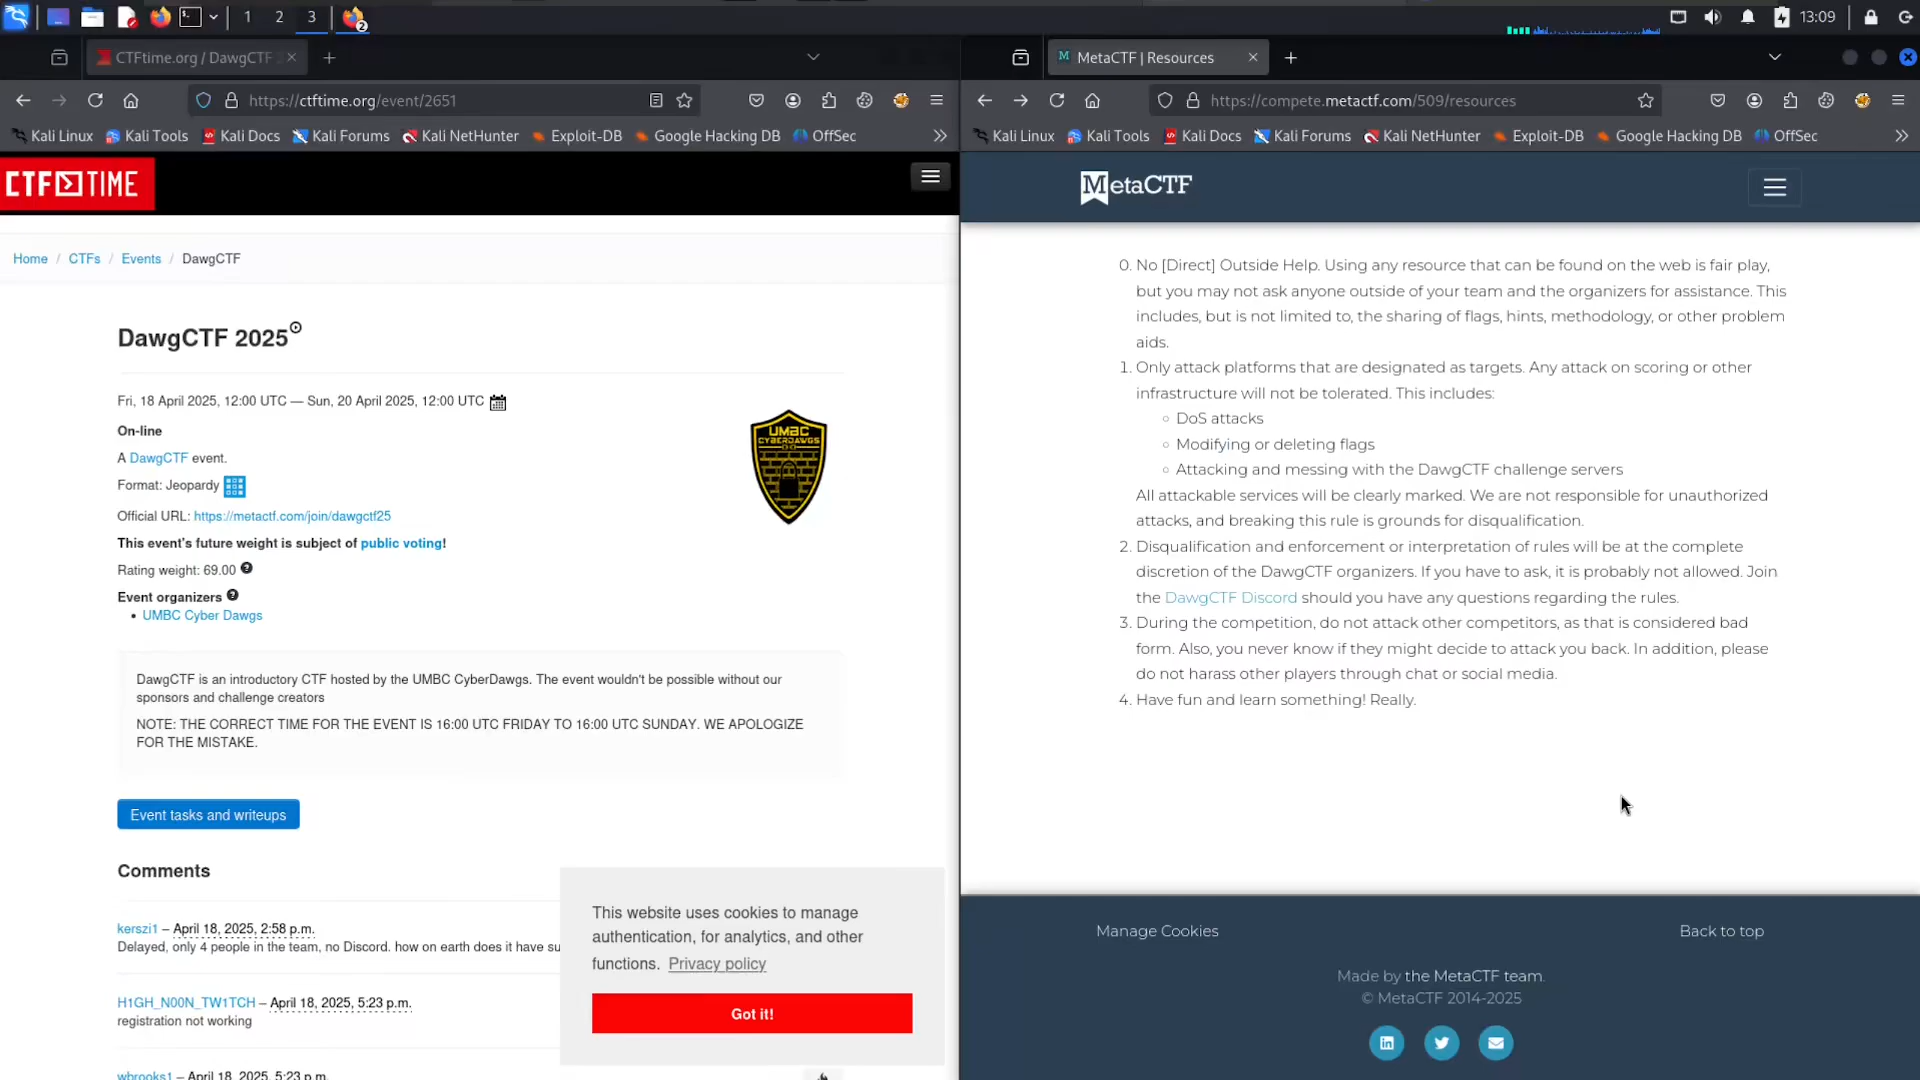 1 2 3 2 13:09
CTFtime.org / DawgCTF
https://ctftime.org/event/2651
Kali Linux Kali Tools Kali Docs Kali Forums Kali NetHunter Exploit-DB Google Hacking DB OffSec
CTF TIME
Home / CTFs / Events / DawgCTF
DawgCTF 2025
Fri, 18 April 2025, 12:00 UTC — Sun, 20 April 2025, 12:00 UTC
On-line
A DawgCTF event.
Format: Jeopardy
Official URL: https://metactf.com/join/dawgctf25
This event's future weight is subject of public voting!
Rating weight: 69.00
Event organizers
• UMBC Cyber Dawgs
UMBC
CYBERDAWGS
DawgCTF is an introductory CTF hosted by the UMBC CyberDawgs. The event wouldn't be possible without our
sponsors and challenge creators
NOTE: THE CORRECT TIME FOR THE EVENT IS 16:00 UTC FRIDAY TO 16:00 UTC SUNDAY. WE APOLOGIZE
FOR THE MISTAKE.
Event tasks and writeups
Comments
kerszi1 – April 18, 2025, 2:58 p.m.
Delayed, only 4 people in the team, no Discord. how on earth does it have su
H1GH_N00N_TW1TCH – April 18, 2025, 5:23 p.m.
registration not working
wbrooks1 – April 18, 2025, 5:23 p.m.
This website uses cookies to manage
authentication, for analytics, and other
functions. Privacy policy
Got it!
MetaCTF | Resources
https://compete.metactf.com/509/resources
Kali Linux Kali Tools Kali Docs Kali Forums Kali NetHunter Exploit-DB Google Hacking DB OffSec
MetaCTF
0. No [Direct] Outside Help. Using any resource that can be found on the web is fair play,
but you may not ask anyone outside of your team and the organizers for assistance. This
includes, but is not limited to, the sharing of flags, hints, methodology, or other problem
aids.
1. Only attack platforms that are designated as targets. Any attack on scoring or other
infrastructure will not be tolerated. This includes:
◦ DoS attacks
◦ Modifying or deleting flags
◦ Attacking and messing with the DawgCTF challenge servers
All attackable services will be clearly marked. We are not responsible for unauthorized
attacks, and breaking this rule is grounds for disqualification.
2. Disqualification and enforcement or interpretation of rules will be at the complete
discretion of the DawgCTF organizers. If you have to ask, it is probably not allowed. Join
the DawgCTF Discord should you have any questions regarding the rules.
3. During the competition, do not attack other competitors, as that is considered bad
form. Also, you never know if they might decide to attack you back. In addition, please
do not harass other players through chat or social media.
4. Have fun and learn something! Really.
Manage Cookies
Back to top
Made by the MetaCTF team.
© MetaCTF 2014-2025